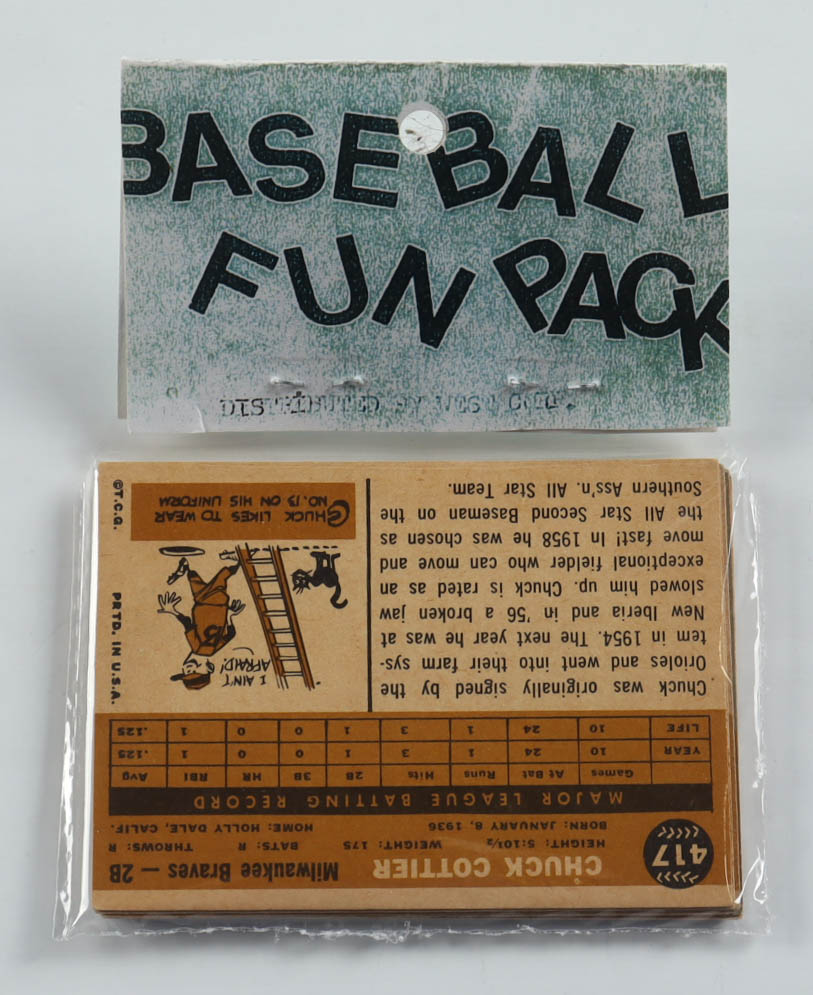 BASEBALL
FUN PACK
DISTRIBUTED BY WEST
417
CHUCK COTTIER Milwaukee Braves — 2B
HEIGHT: 5:10½ WEIGHT: 175 BATS: R THROWS: R
BORN: JANUARY 8, 1936 HOME: HOLLY DALE, CALIF.
MAJOR LEAGUE BATTING RECORD
Games At Bat Runs Hits 2B 3B HR RBI Avg
YEAR 10 24 1 3 1 0 0 1 .125
LIFE 10 24 1 3 1 0 0 1 .125
Chuck was originally signed by the
Orioles and went into their farm sys-
tem in 1954. The next year he was at
New Iberia and in '56 a broken jaw
slowed him up. Chuck is rated as an
exceptional fielder who can move and
move fast! In 1958 he was chosen as
the All Star Second Baseman on the
Southern Ass'n. All Star Team.
I AIN'T
AFRAID!
13
CHUCK LIKES TO WEAR
NO. 13 ON HIS UNIFORM
©T.C.G. PRTD. IN U.S.A.